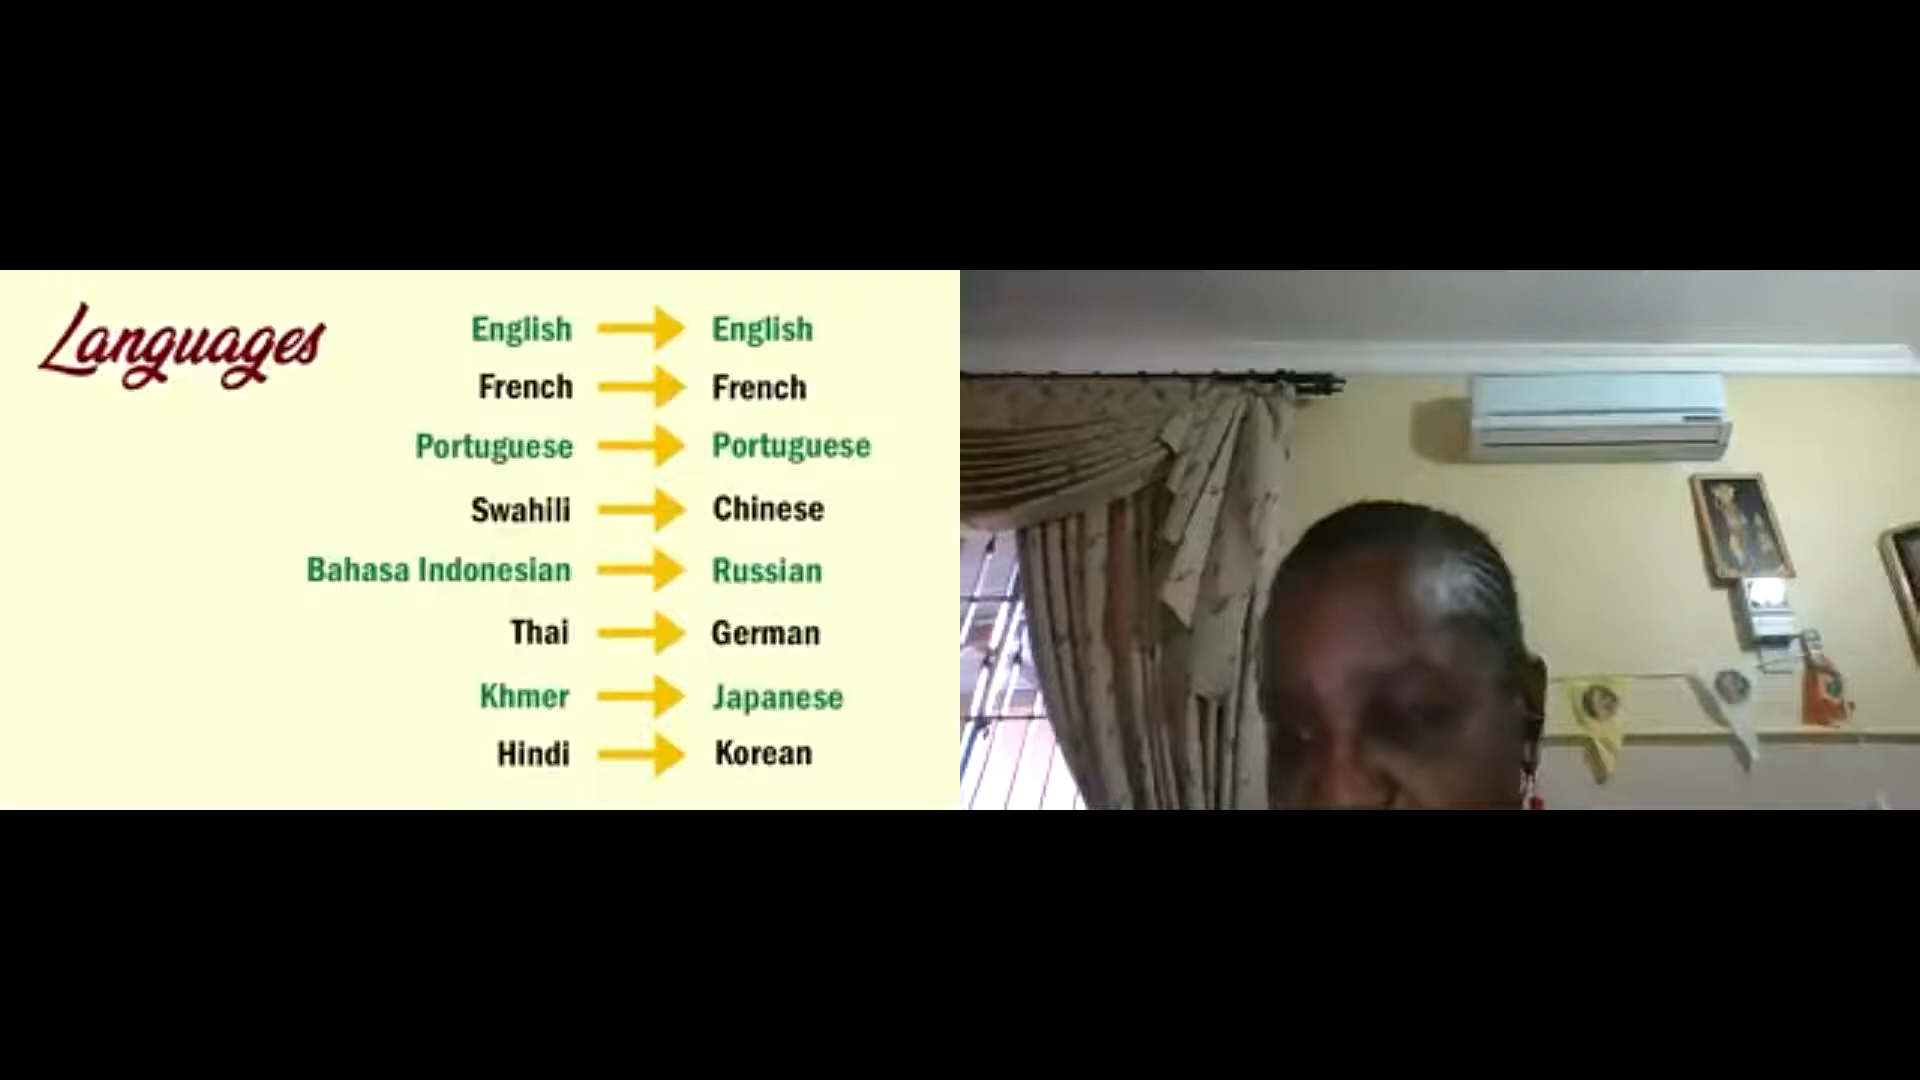 Languages
English → English
French → French
Portuguese → Portuguese
Swahili → Chinese
Bahasa Indonesian → Russian
Thai → German
Khmer → Japanese
Hindi → Korean